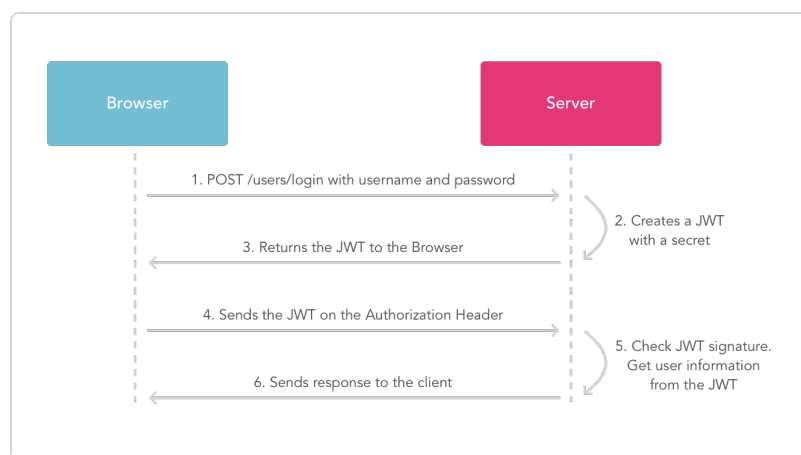 Browser
Server
1. POST /users/login with username and password
2. Creates a JWT
with a secret
3. Returns the JWT to the Browser
4. Sends the JWT on the Authorization Header
5. Check JWT signature.
Get user information
from the JWT
6. Sends response to the client